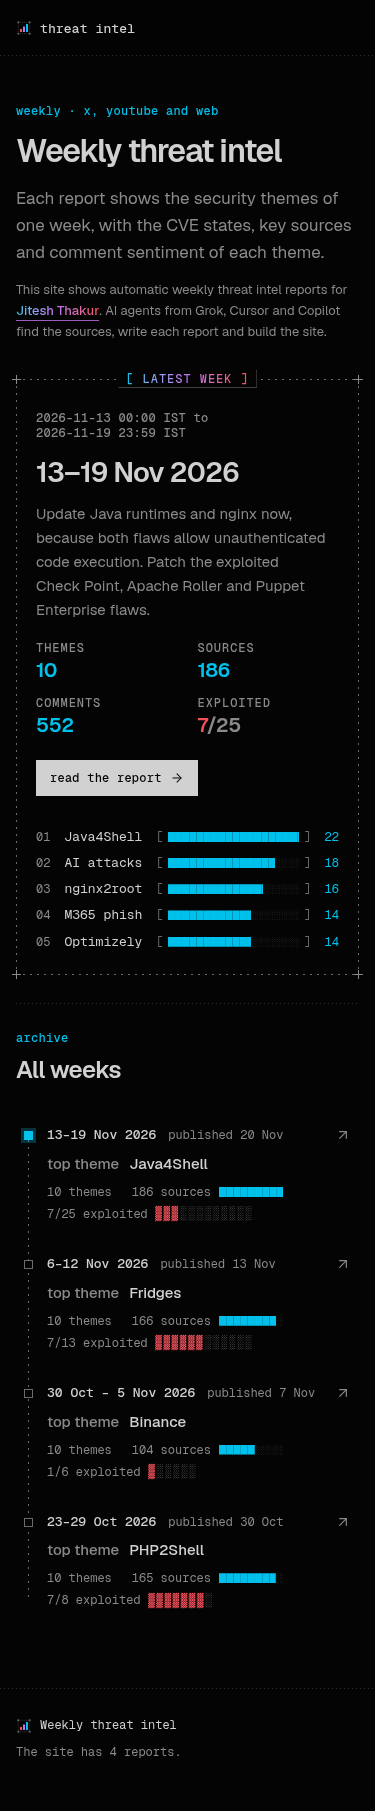 threat intel
weekly · x, youtube and web
Weekly threat intel
Each report shows the security themes of
one week, with the CVE states, key sources
and comment sentiment of each theme.
This site shows automatic weekly threat intel reports for
Jitesh Thakur. AI agents from Grok, Cursor and Copilot
find the sources, write each report and build the site.
[ LATEST WEEK ]
2026-11-13 00:00 IST to
2026-11-19 23:59 IST
13–19 Nov 2026
Update Java runtimes and nginx now,
because both flaws allow unauthenticated
code execution. Patch the exploited
Check Point, Apache Roller and Puppet
Enterprise flaws.
THEMES SOURCES
10 186
COMMENTS EXPLOITED
552 7/25
read the report →
01 Java4Shell [ ] 22
02 AI attacks [ ] 18
03 nginx2root [ ] 16
04 M365 phish [ ] 14
05 Optimizely [ ] 14
archive
All weeks
13–19 Nov 2026 published 20 Nov
top theme Java4Shell
10 themes 186 sources
7/25 exploited
6–12 Nov 2026 published 13 Nov
top theme Fridges
10 themes 166 sources
7/13 exploited
30 Oct – 5 Nov 2026 published 7 Nov
top theme Binance
10 themes 104 sources
1/6 exploited
23–29 Oct 2026 published 30 Oct
top theme PHP2Shell
10 themes 165 sources
7/8 exploited
Weekly threat intel
The site has 4 reports.